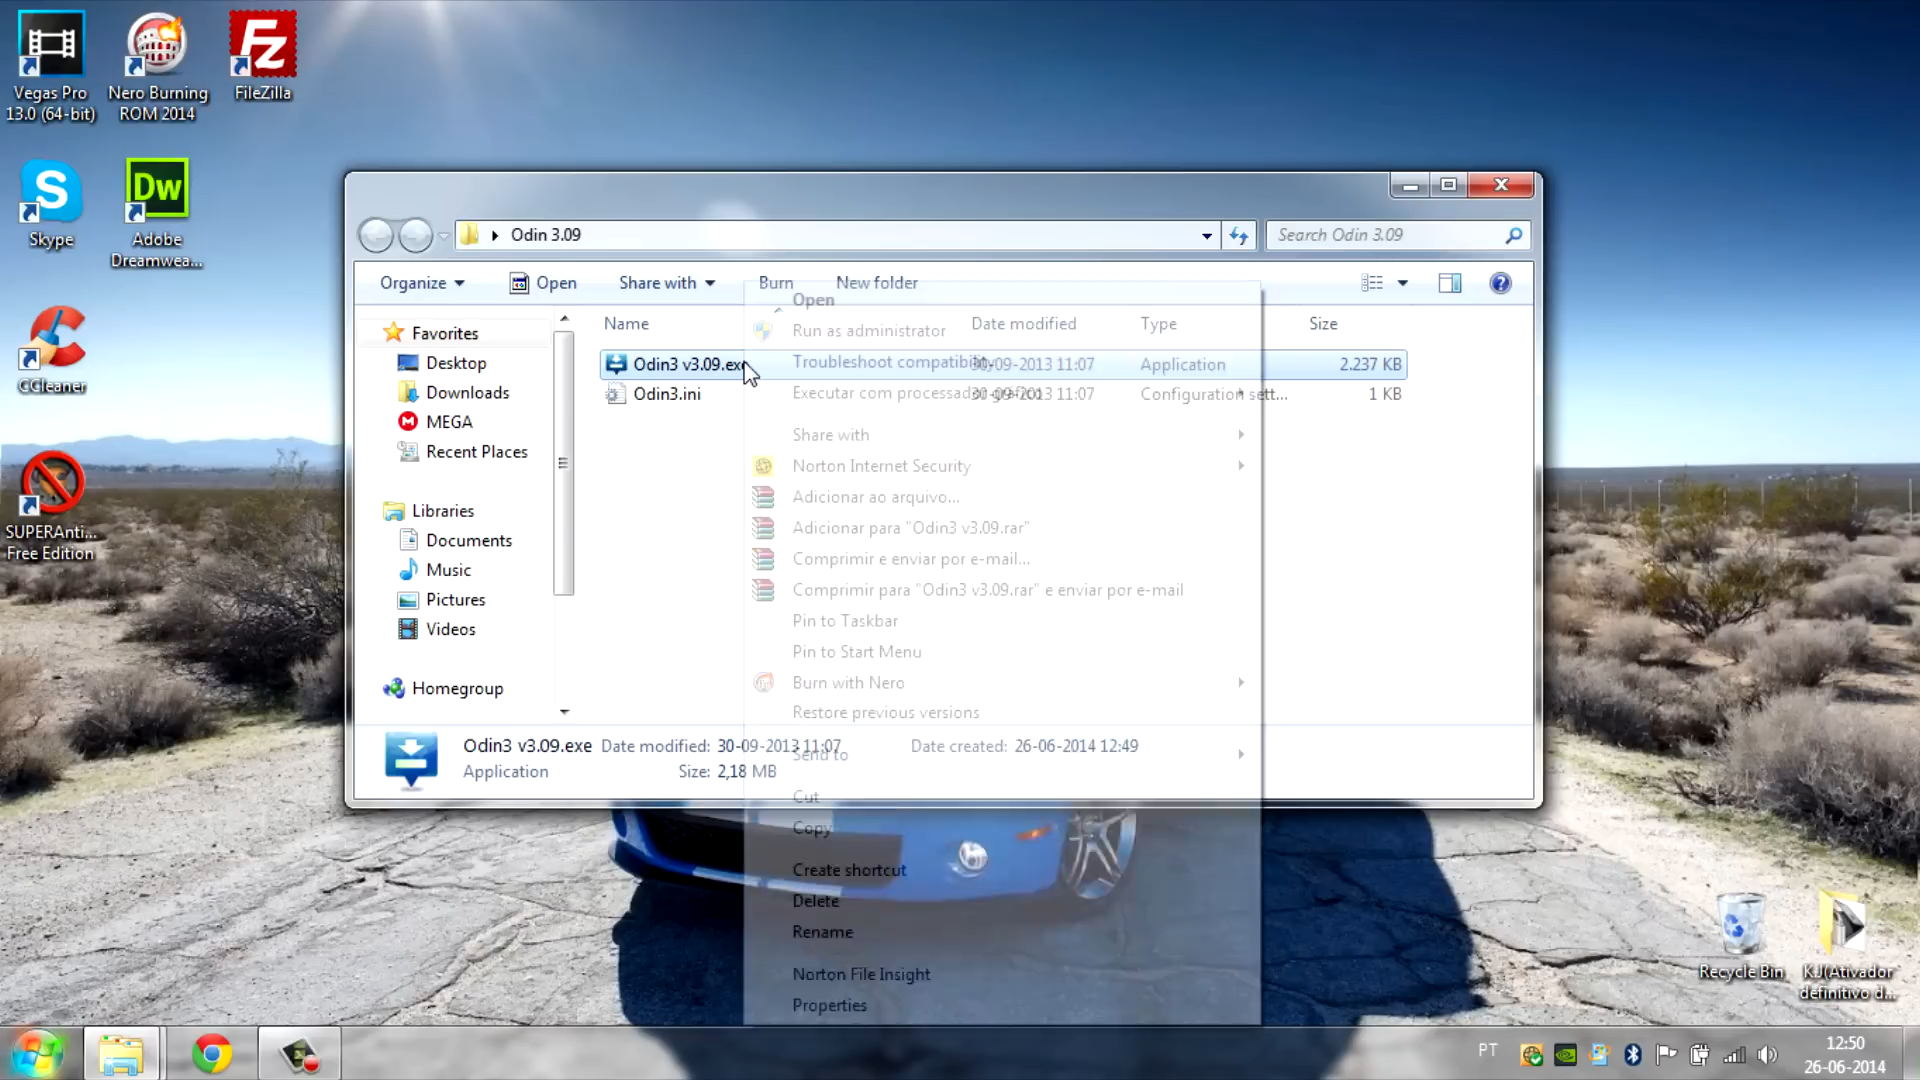 Vegas Pro
13.0 (64-bit)
Nero Burning
ROM 2014
FileZilla
Skype
Dw
Adobe
Dreamwea...
CCleaner
SUPERAnti...
Free Edition
Odin 3.09
Search Odin 3.09
Organize
Open
Share with
Burn
New folder
Favorites
Desktop
Downloads
MEGA
Recent Places
Libraries
Documents
Music
Pictures
Videos
Homegroup
Name
Date modified
Type
Size
Odin3 v3.09.exe
30-09-2013 11:07
Application
2.237 KB
Odin3.ini
30-09-2013 11:07
Configuration sett...
1 KB
Open
Run as administrator
Troubleshoot compatibility
Executar com processador gráfico
Share with
Norton Internet Security
Adicionar ao arquivo...
Adicionar para "Odin3 v3.09.rar"
Comprimir e enviar por e-mail...
Comprimir para "Odin3 v3.09.rar" e enviar por e-mail
Pin to Taskbar
Pin to Start Menu
Burn with Nero
Restore previous versions
Send to
Cut
Copy
Create shortcut
Delete
Rename
Norton File Insight
Properties
Odin3 v3.09.exe
Date modified: 30-09-2013 11:07
Date created: 26-06-2014 12:49
Application
Size: 2,18 MB
Recycle Bin
KJ(Ativador
definitivo d...
PT
12:50
26-06-2014